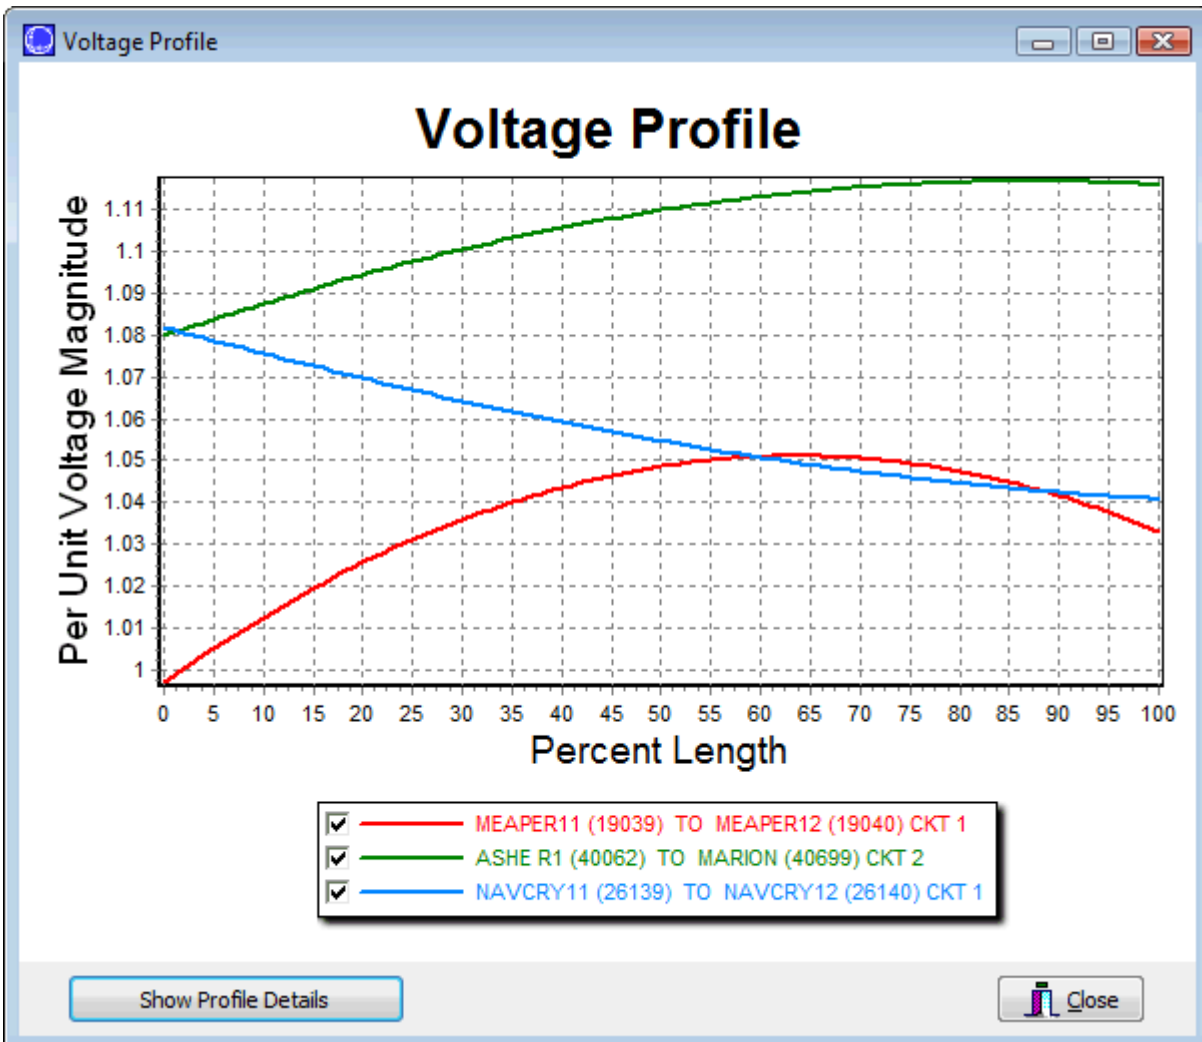 Voltage Profile
Voltage Profile
Per Unit Voltage Magnitude
1.11
1.1
1.09
1.08
1.07
1.06
1.05
1.04
1.03
1.02
1.01
1
0 5 10 15 20 25 30 35 40 45 50 55 60 65 70 75 80 85 90 95 100
Percent Length
MEAPER11 (19039) TO MEAPER12 (19040) CKT 1
ASHE R1 (40062) TO MARION (40699) CKT 2
NAVCRY11 (26139) TO NAVCRY12 (26140) CKT 1
Show Profile Details
Close